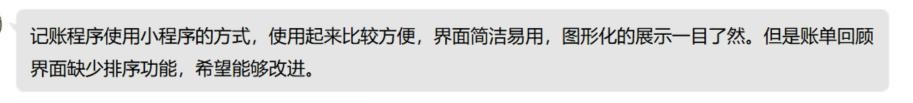 记账程序使用小程序的方式，使用起来比较方便，界面简洁易用，图形化的展示一目了然。但是账单回顾
界面缺少排序功能，希望能够改进。